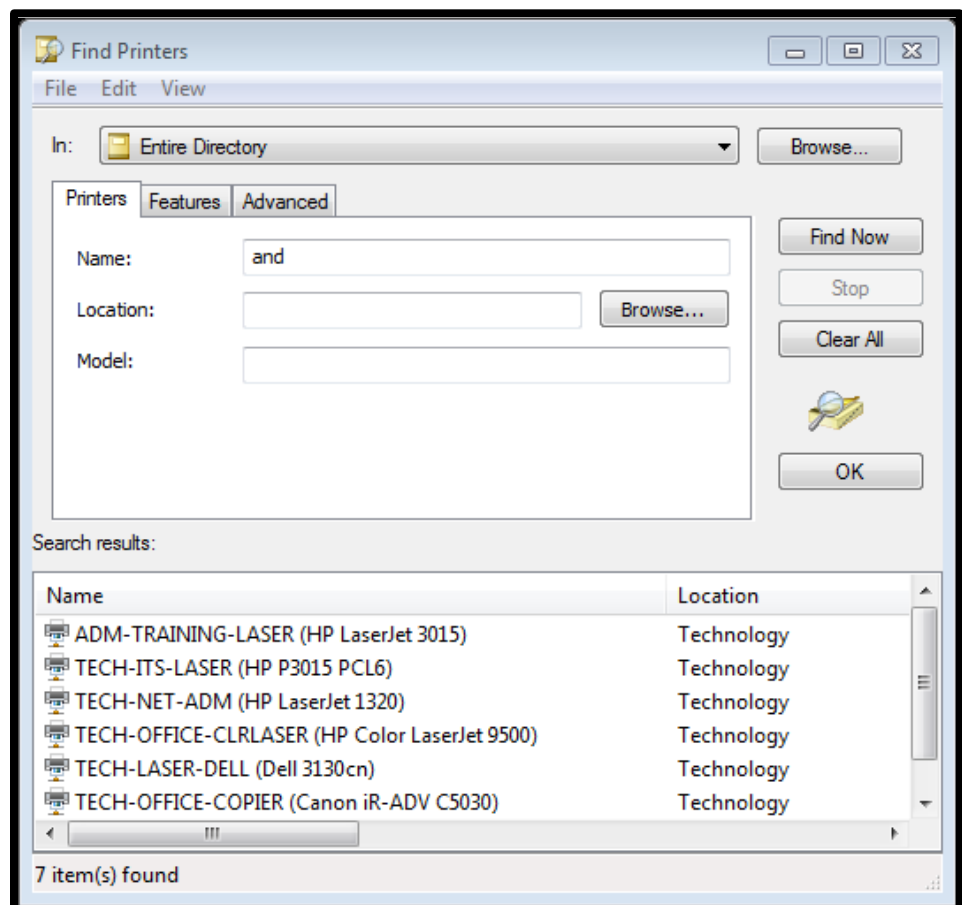 Find Printers
File Edit View
In: Entire Directory Browse...
Printers Features Advanced
Name: and
Location: Browse...
Model:
Find Now
Stop
Clear All
OK
Search results:
Name Location
ADM-TRAINING-LASER (HP LaserJet 3015) Technology
TECH-ITS-LASER (HP P3015 PCL6) Technology
TECH-NET-ADM (HP LaserJet 1320) Technology
TECH-OFFICE-CLRLASER (HP Color LaserJet 9500) Technology
TECH-LASER-DELL (Dell 3130cn) Technology
TECH-OFFICE-COPIER (Canon iR-ADV C5030) Technology
7 item(s) found